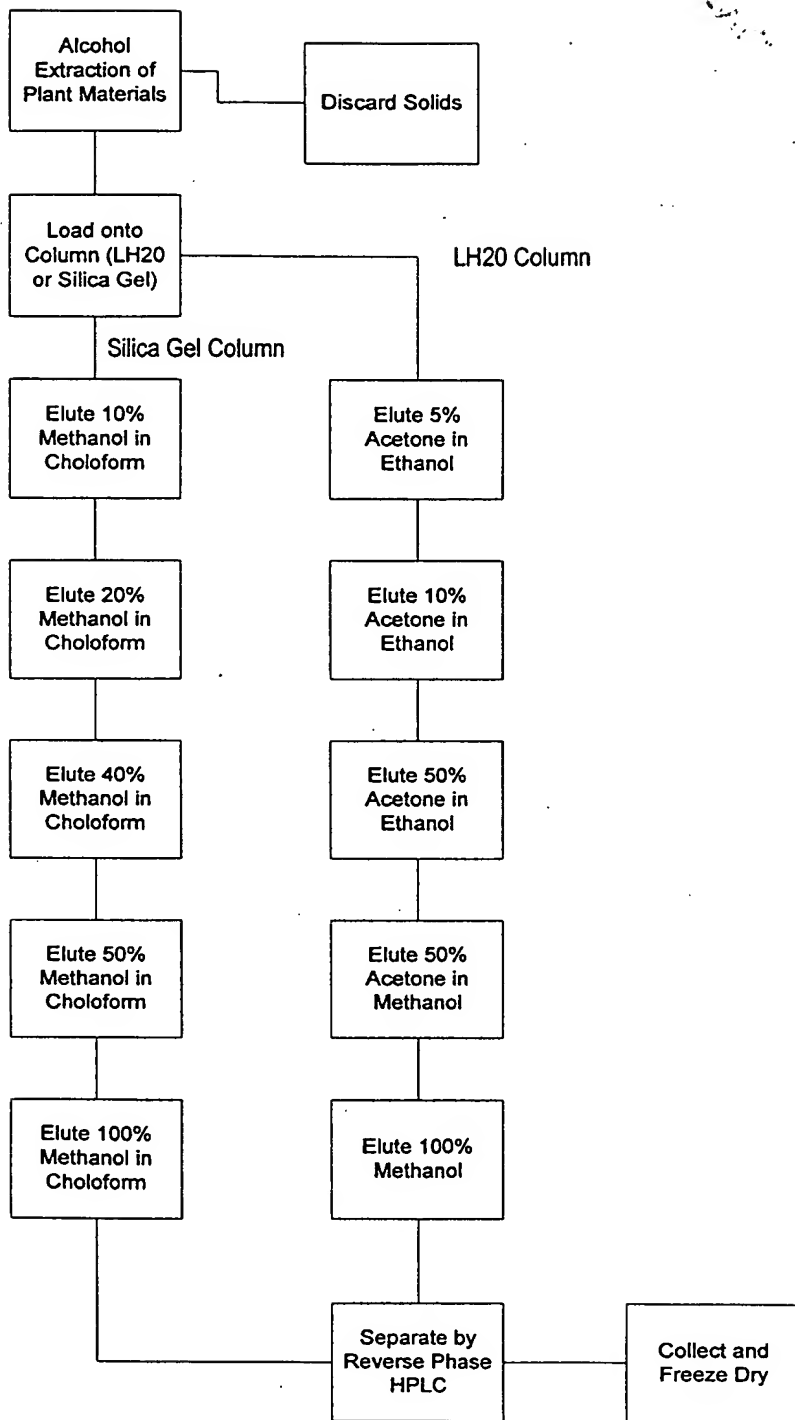 Alcohol
Extraction of
Plant Materials
Discard Solids
Load onto
Column (LH20
or Silica Gel)
LH20 Column
Silica Gel Column
Elute 10%
Methanol in
Choloform
Elute 5%
Acetone in
Ethanol
Elute 20%
Methanol in
Choloform
Elute 10%
Acetone in
Ethanol
Elute 40%
Methanol in
Choloform
Elute 50%
Acetone in
Ethanol
Elute 50%
Methanol in
Choloform
Elute 50%
Acetone in
Methanol
Elute 100%
Methanol in
Choloform
Elute 100%
Methanol
Separate by
Reverse Phase
HPLC
Collect and
Freeze Dry